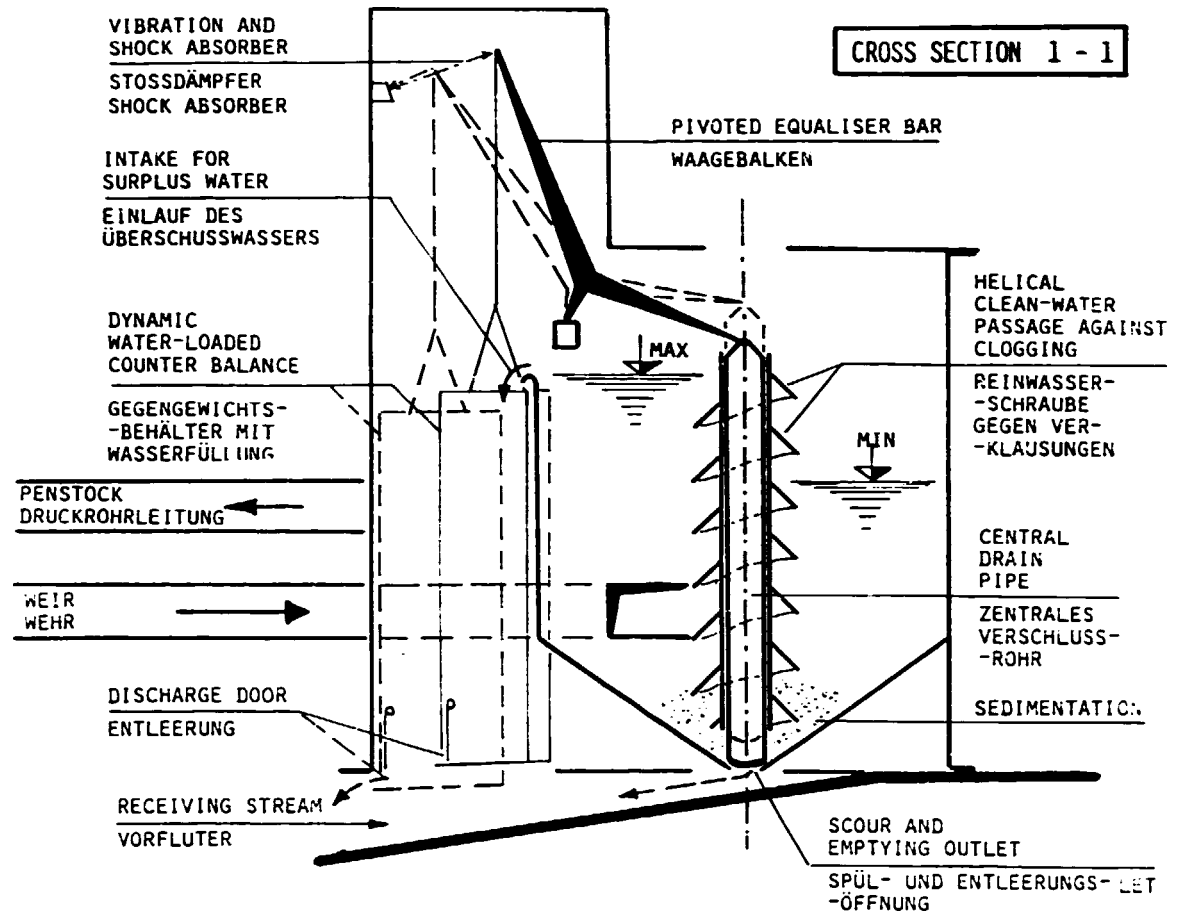 VIBRATION AND
SHOCK ABSORBER
STOSSDÄMPFER
SHOCK ABSORBER
CROSS SECTION 1 - 1
PIVOTED EQUALISER BAR
WAAGEBALKEN
INTAKE FOR
SURPLUS WATER
EINLAUF DES
ÜBERSCHUSSWASSERS
DYNAMIC
WATER-LOADED
COUNTER BALANCE
GEGENGEWICHTS-
-BEHÄLTER MIT
WASSERFÜLLUNG
MAX
MIN
HELICAL
CLEAN-WATER
PASSAGE AGAINST
CLOGGING
REINWASSER-
-SCHRAUBE
GEGEN VER-
-KLAUSUNGEN
PENSTOCK
DRUCKROHRLEITUNG
WEIR
WEHR
CENTRAL
DRAIN
PIPE
ZENTRALES
VERSCHLUSS-
-ROHR
DISCHARGE DOOR
ENTLEERUNG
SEDIMENTATION
RECEIVING STREAM
VORFLUTER
SCOUR AND
EMPTYING OUTLET
SPÜL- UND ENTLEERUNGS-
-ÖFFNUNG